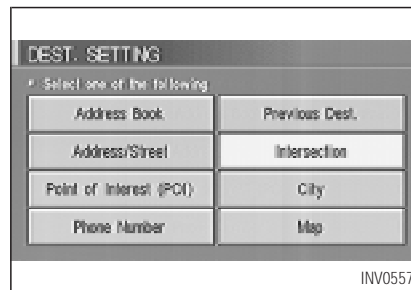 DEST. SETTING
Select one of the following
Address Book
Previous Dest.
Address/Street
Intersection
Point of Interest (POI)
City
Phone Number
Map
INV0557